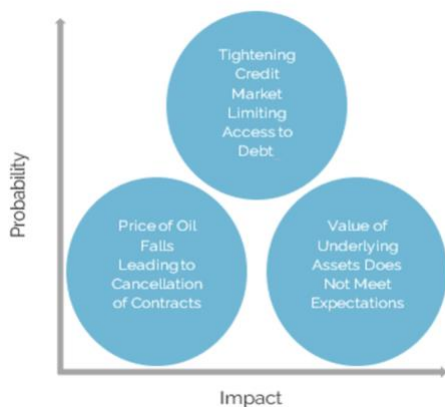 Tightening
Credit
Market
Limiting
Access to
Debt
Probability
Price of Oil
Falls
Leading to
Cancellation
of Contracts
Value of
Underlying
Assets Does
Not Meet
Expectations
Impact